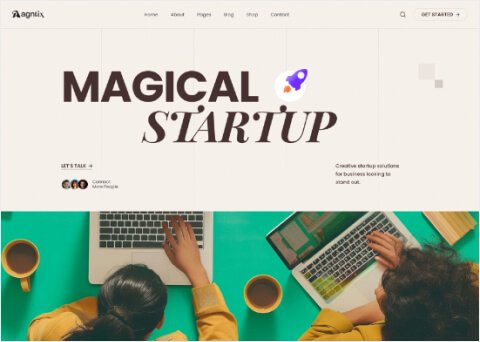 agntix
Home About Pages Blog Shop Contact
GET STARTED →
MAGICAL
STARTUP
LET'S TALK →
Connect
More People
Creative startup solutions
for business looking to
stand out.